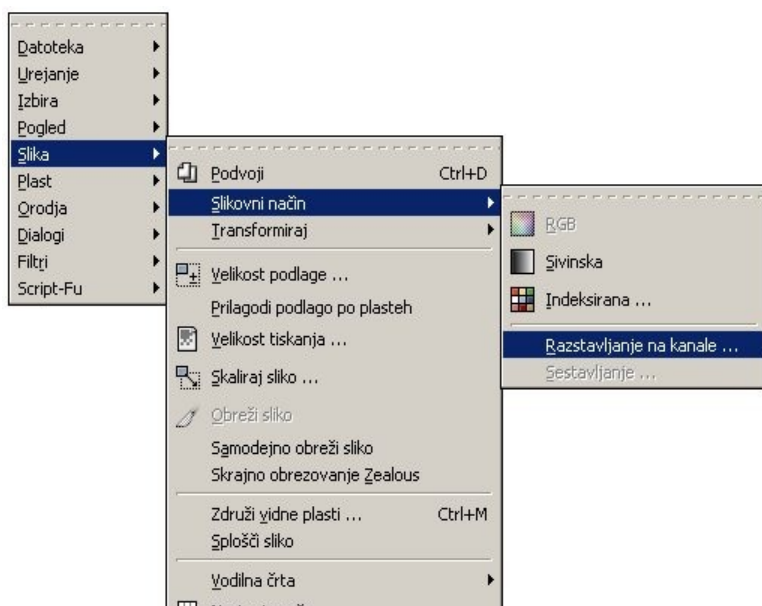 Datoteka
Urejanje
Izbira
Pogled
Slika
Plast
Orodja
Dialogi
Filtri
Script-Fu
Podvoji Ctrl+D
Slikovni način
Transformiraj
Velikost podlage ...
Prilagodi podlago po plasteh
Velikost tiskanja ...
Skaliraj sliko ...
Obreži sliko
Samodejno obreži sliko
Skrajno obrezovanje Zealous
Združi vidne plasti ... Ctrl+M
Splošči sliko
Vodilna črta
RGB
Sivinska
Indeksirana ...
Razstavljanje na kanale ...
Sestavljanje ...